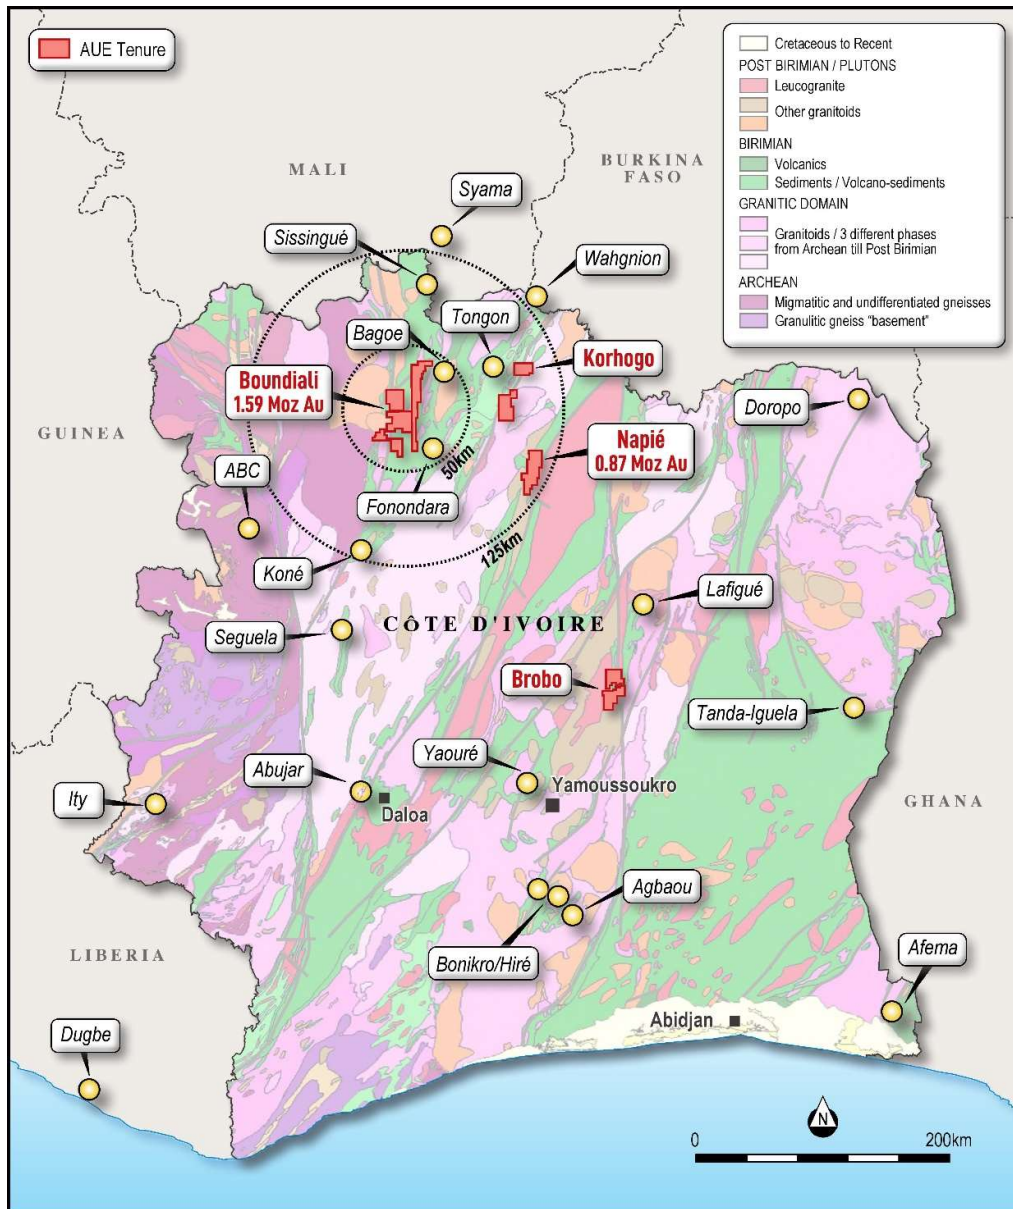 AUE Tenure
Cretaceous to Recent
POST BIRIMIAN / PLUTONS
Leucogranite
Other granitoids
BIRIMIAN
Volcanics
Sediments / Volcano-sediments
GRANITIC DOMAIN
Granitoids / 3 different phases
from Archean till Post Birimian
ARCHEAN
Migmatitic and undifferentiated gneisses
Granulitic gneiss "basement"
MALI
BURKINA
FASO
Syama
Sissingué
Wahgnion
Bagoe
Tongon
Korhogo
Boundiali
1.59 Moz Au
Doropo
GUINEA
Napié
0.87 Moz Au
ABC
50km
Fonondara
125km
Koné
Lafigué
CÔTE D'IVOIRE
Seguela
Brobo
Tanda-Iguela
Yaouré
Abujar
Yamoussoukro
Ity
Daloa
GHANA
Agbaou
LIBERIA
Bonikro/Hiré
Afema
Abidjan
Dugbe
N
0
200km